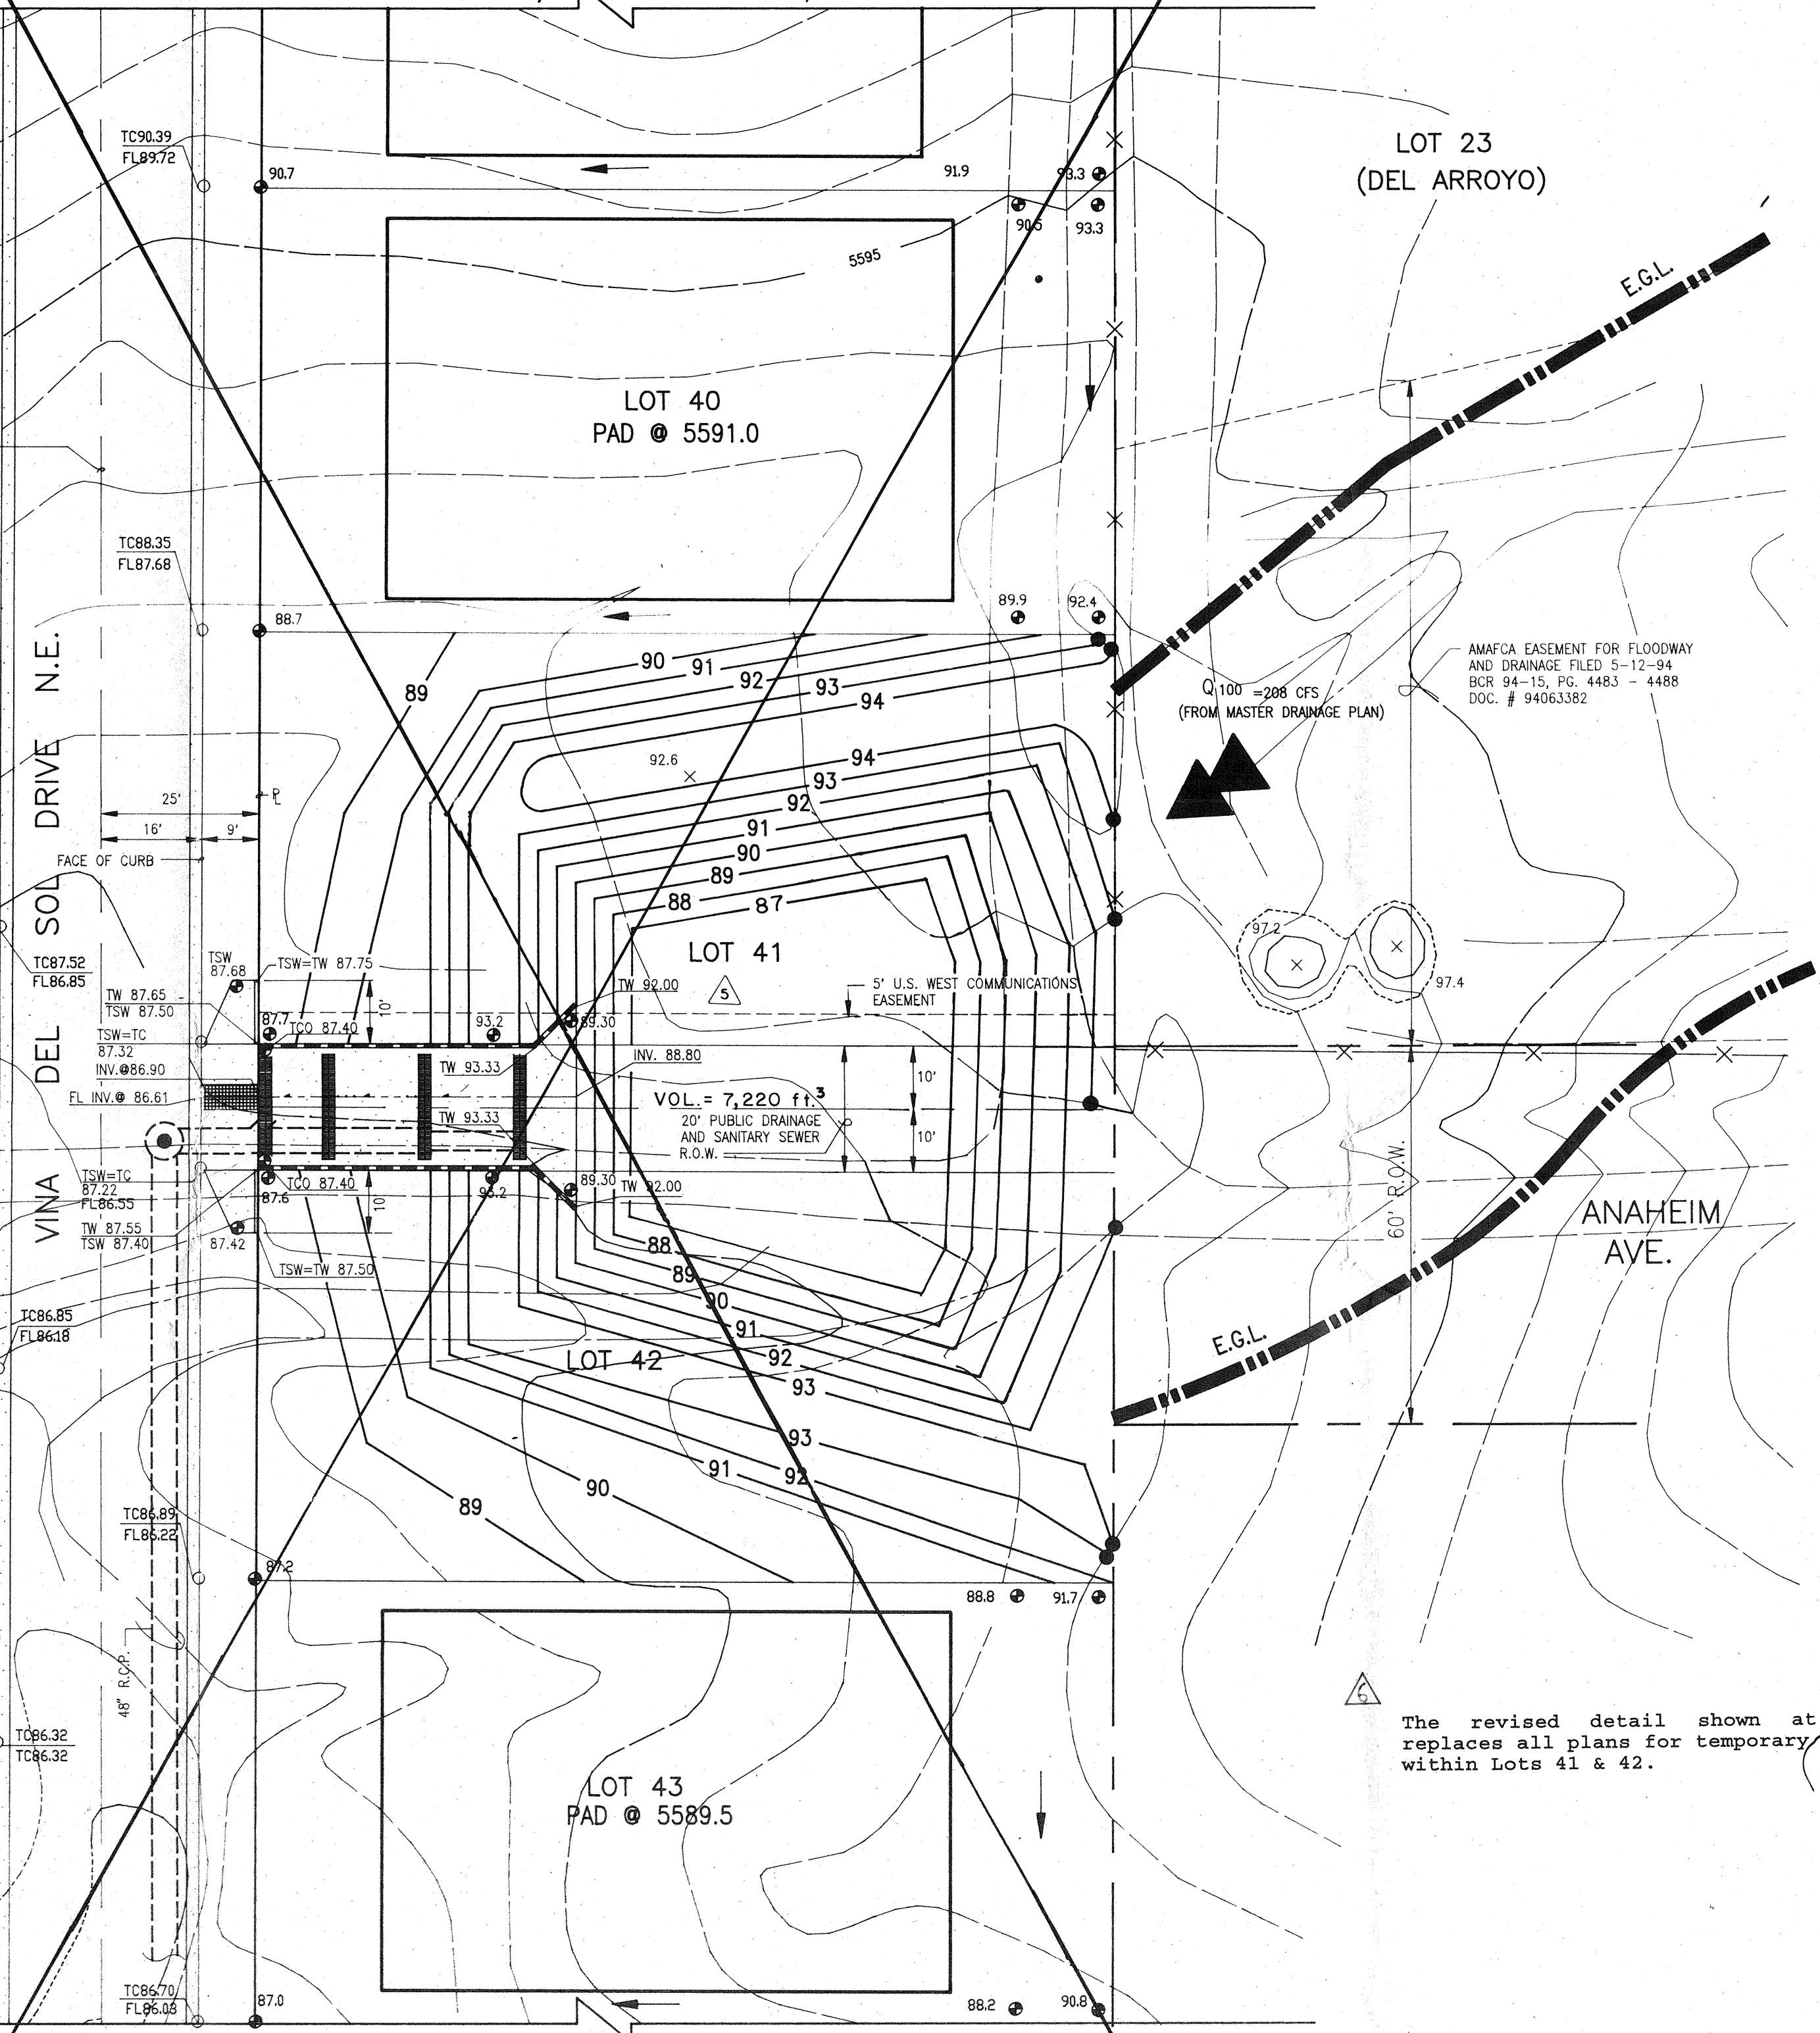 TC90.39
FL89.72
90.7
91.9
93.3
90.5
93.3
LOT 23
(DEL ARROYO)
5595
E.G.L.
LOT 40
PAD @ 5591.0
TC88.35
FL87.68
88.7
89.9
92.4
AMAFCA EASEMENT FOR FLOODWAY
AND DRAINAGE FILED 5-12-94
BCR 94-15, PG. 4483 - 4488
DOC. # 94063382
Q100 =208 CFS
(FROM MASTER DRAINAGE PLAN)
89
90
91
92
93
94
92.6
94
93
92
91
90
89
88
87
25'
16'
9'
PL
FACE OF CURB
VINA DEL SOL DRIVE N.E.
LOT 41
5
5' U.S. WEST COMMUNICATIONS
EASEMENT
97.2
97.4
TC87.52
FL86.85
TSW
87.68
TSW=TW 87.75
10'
TW 87.65
TSW 87.50
87.7
TCO 87.40
93.2
TW 92.00
89.30
TSW=TC
87.32
INV.@86.90
FL INV.@ 86.61
TW 93.33
INV. 88.80
VOL.= 7,220 ft.3
20' PUBLIC DRAINAGE
AND SANITARY SEWER
R.O.W.
10'
10'
TW 93.33
TSW=TC
87.22
FL86.55
TW 87.55
TSW 87.40
87.6
TCO 87.40
87.42
10'
93.2
89.30
TW 92.00
TSW=TW 87.50
60' R.O.W.
ANAHEIM
AVE.
E.G.L.
TC86.85
FL86.18
88
89
90
91
92
93
LOT 42
93
92
91
90
89
TC86.89
FL86.22
87.2
88.8
91.7
48" R.C.P.
6
The revised detail shown at
replaces all plans for temporary
within Lots 41 & 42.
TC86.32
TC86.32
LOT 43
PAD @ 5589.5
TC86.70
FL86.03
87.0
88.2
90.8